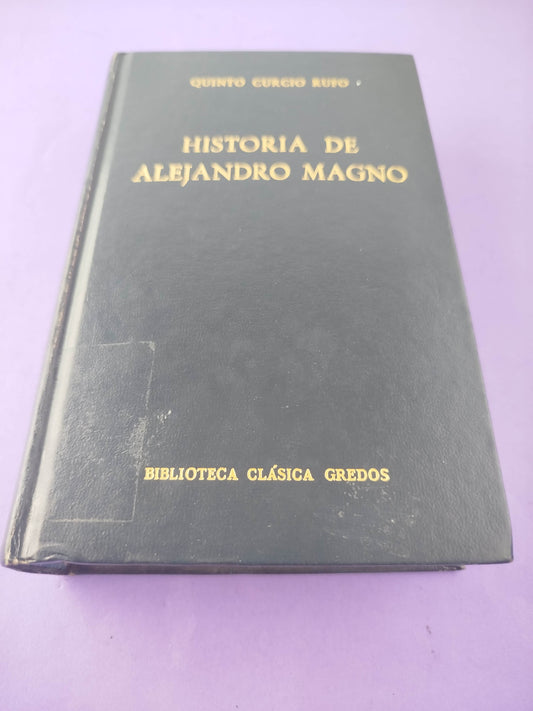 QUINTO CURCIO RUFO
HISTORIA DE
ALEJANDRO MAGNO
BIBLIOTECA CLÁSICA GREDOS